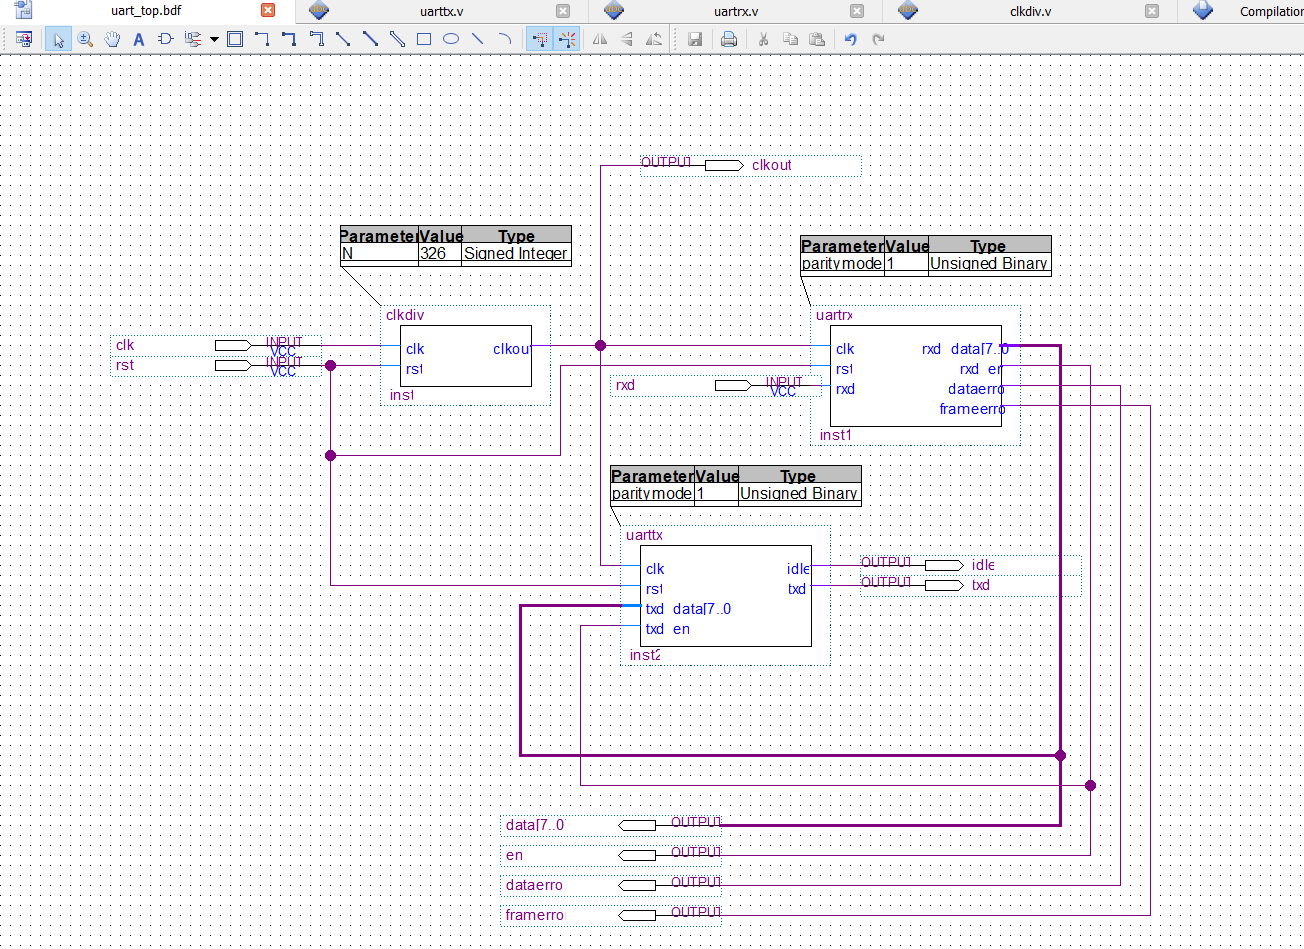 uart_top.bdf
uarttx.v
uartrx.v
clkdiv.v
Compilation
A
OUTPUT
clkout
Parameter Value Type
N 326 Signed Integer
Parameter Value Type
paritymode 1 Unsigned Binary
clkdiv
uartrx
clk
INPUT
VCC
clk
clkout
clk
rxd data[7..0
rst
INPUT
VCC
rst
rst
rxd en
rxd
INPUT
VCC
rxd
dataerro
frameerro
inst
inst1
Parameter Value Type
paritymode 1 Unsigned Binary
uarttx
clk
idle
OUTPUT
idle
rst
txd
OUTPUT
txd
txd data[7..0
txd en
inst2
data[7..0
OUTPUT
en
OUTPUT
dataerro
OUTPUT
framerro
OUTPUT